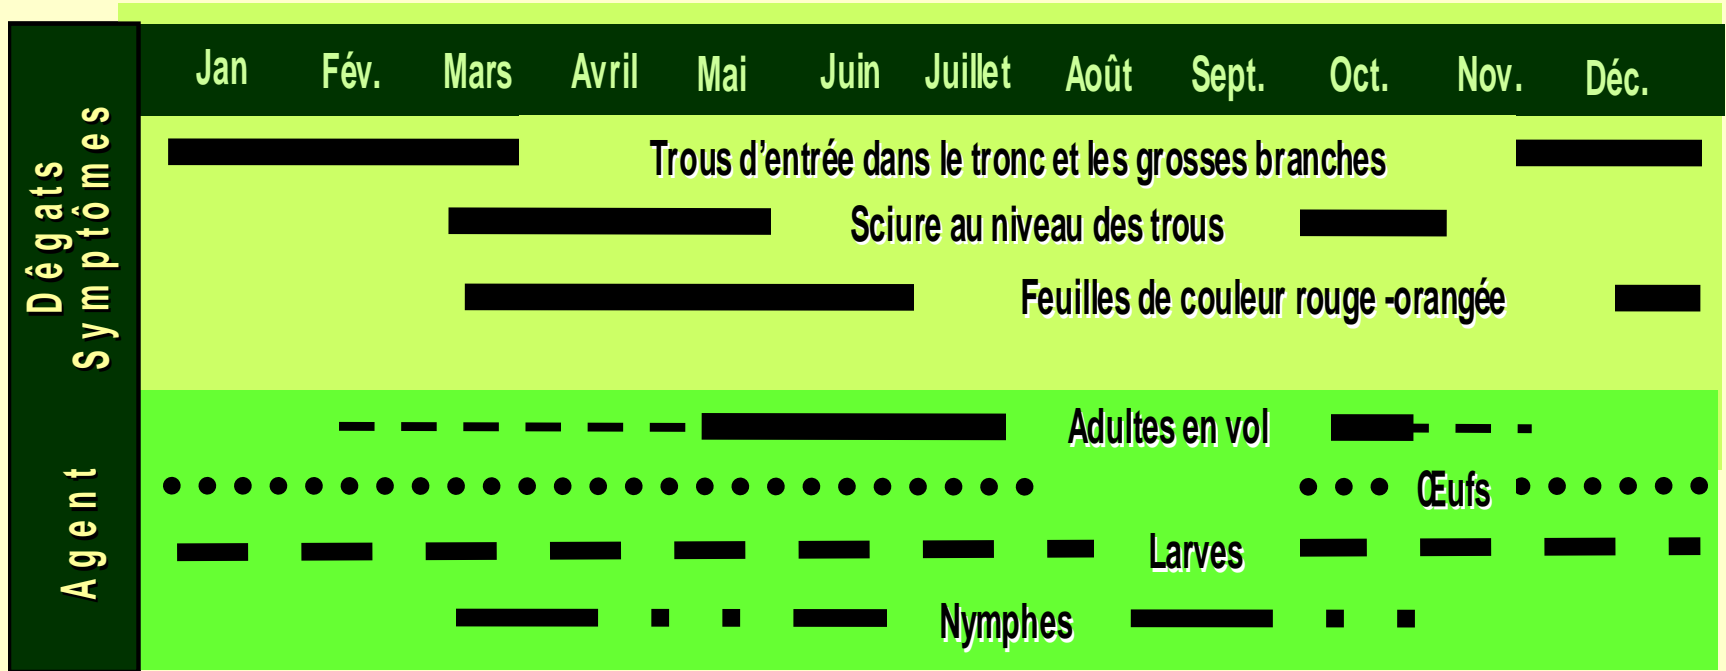 Jan Fév. Mars Avril Mai Juin Juillet Août Sept. Oct. Nov. Déc.
Dêgats
Symptômes
Trous d’entrée dans le tronc et les grosses branches
Sciure au niveau des trous
Feuilles de couleur rouge -orangée
Agent
Adultes en vol
Œufs
Larves
Nymphes